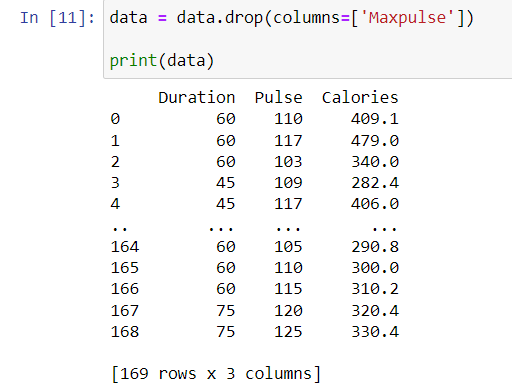 In [11]: data = data.drop(columns=['Maxpulse'])
print(data)
Duration Pulse Calories
0 60 110 409.1
1 60 117 479.0
2 60 103 340.0
3 45 109 282.4
4 45 117 406.0
.. ... ... ...
164 60 105 290.8
165 60 110 300.0
166 60 115 310.2
167 75 120 320.4
168 75 125 330.4
[169 rows x 3 columns]